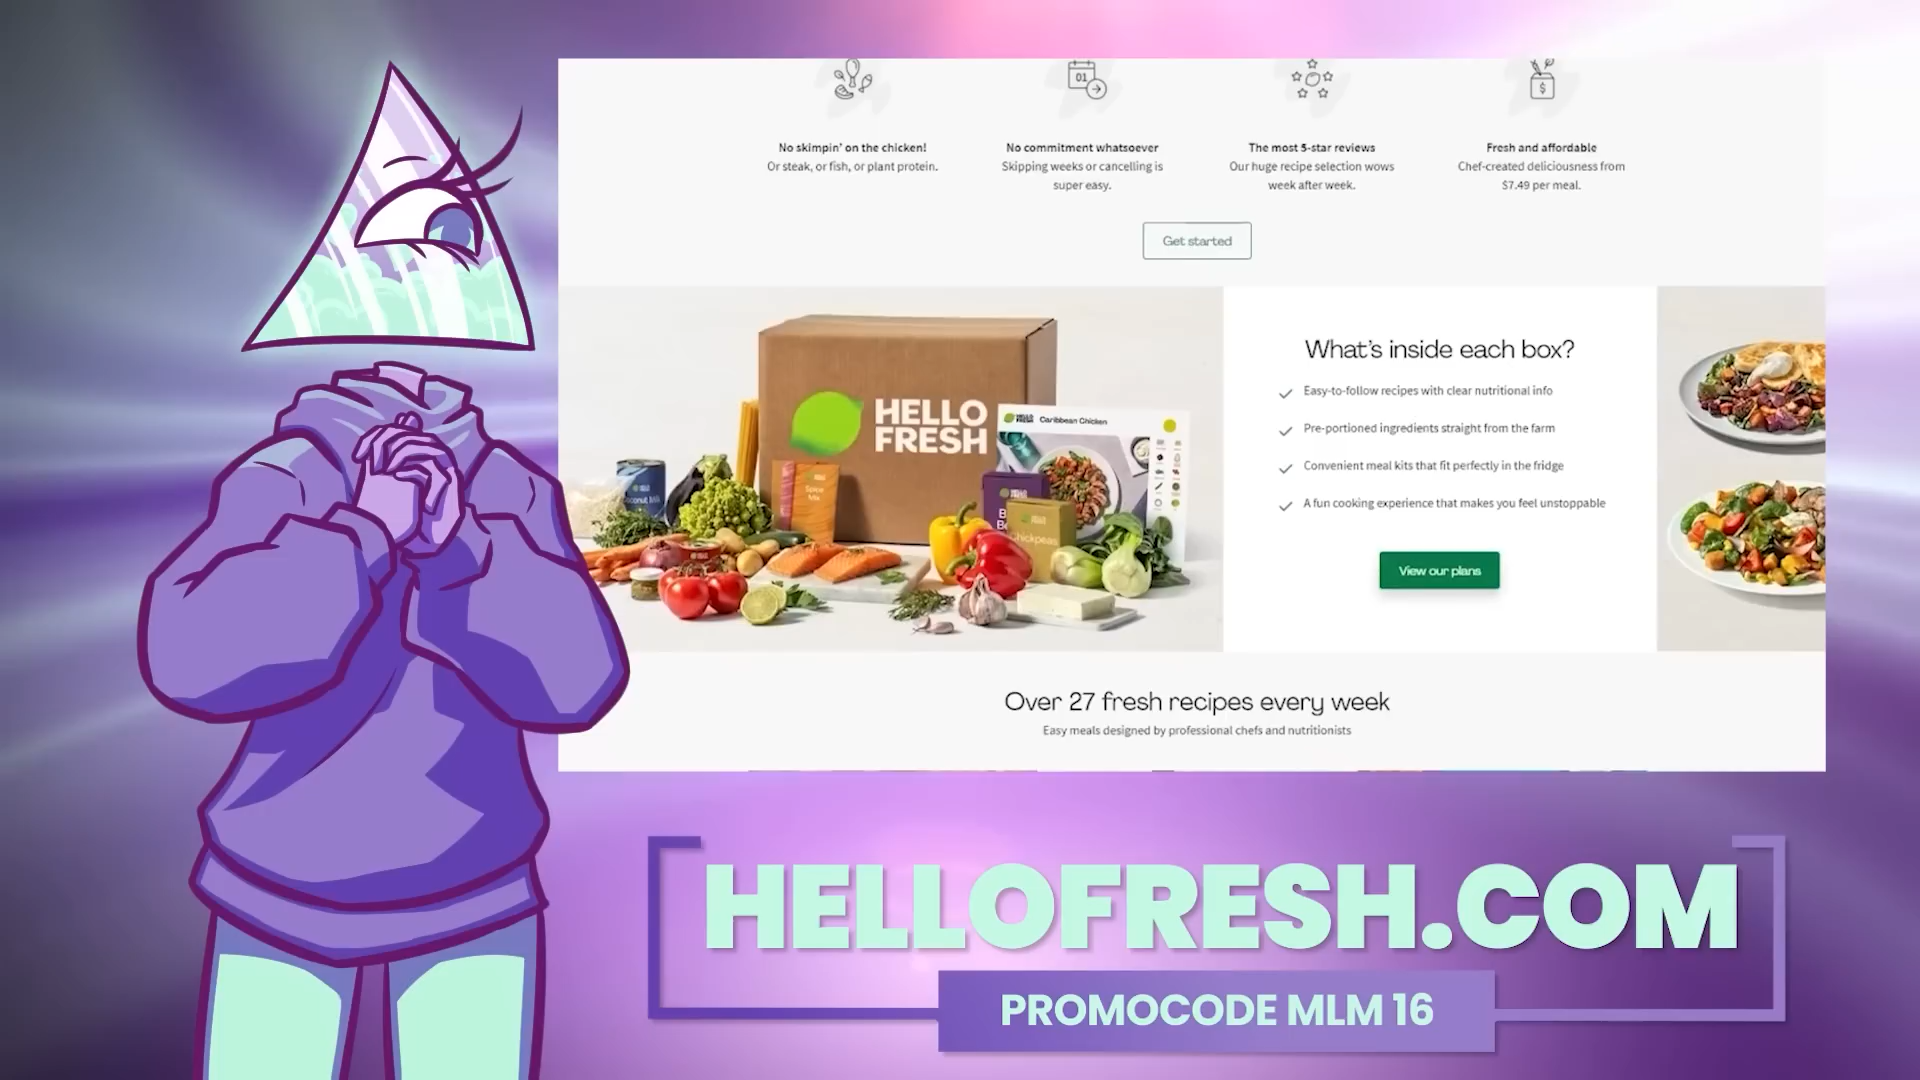 01
$
No skimpin' on the chicken!
Or steak, or fish, or plant protein.
No commitment whatsoever
Skipping weeks or cancelling is
super easy.
The most 5-star reviews
Our huge recipe selection wows
week after week.
Fresh and affordable
Chef-created deliciousness from
$7.49 per meal.
Get started
HELLO
FRESH
HELLO
FRESH
Caribbean Chicken
Spice
Mix
What's inside each box?
Easy-to-follow recipes with clear nutritional info
Pre-portioned ingredients straight from the farm
Convenient meal kits that fit perfectly in the fridge
A fun cooking experience that makes you feel unstoppable
View our plans
Over 27 fresh recipes every week
Easy meals designed by professional chefs and nutritionists
HELLOFRESH.COM
PROMOCODE MLM 16